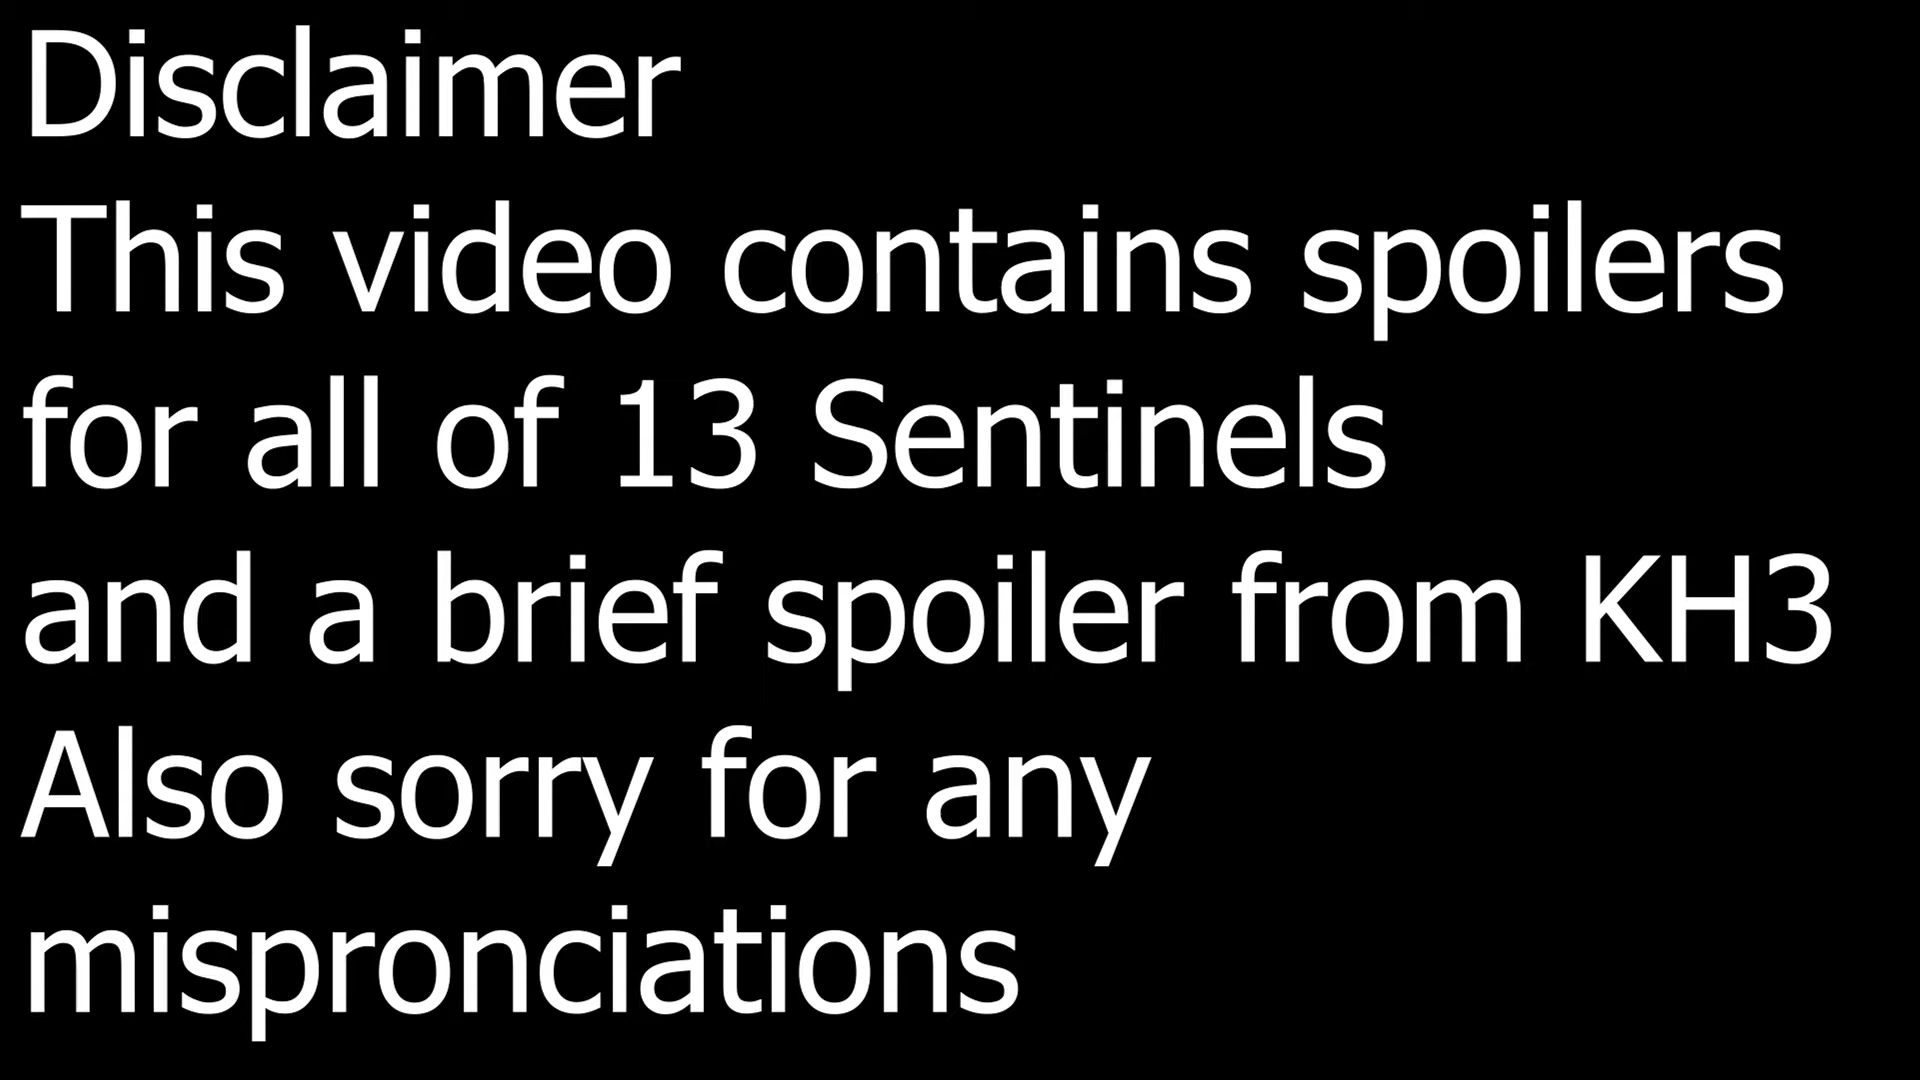 Disclaimer
This video contains spoilers
for all of 13 Sentinels
and a brief spoiler from KH3
Also sorry for any
mispronciations